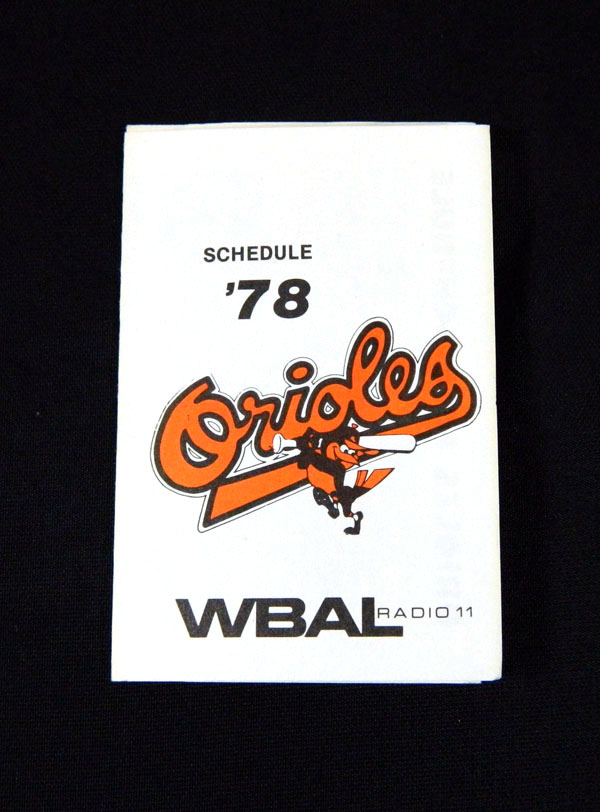 SCHEDULE
'78
Orioles
WBAL RADIO 11